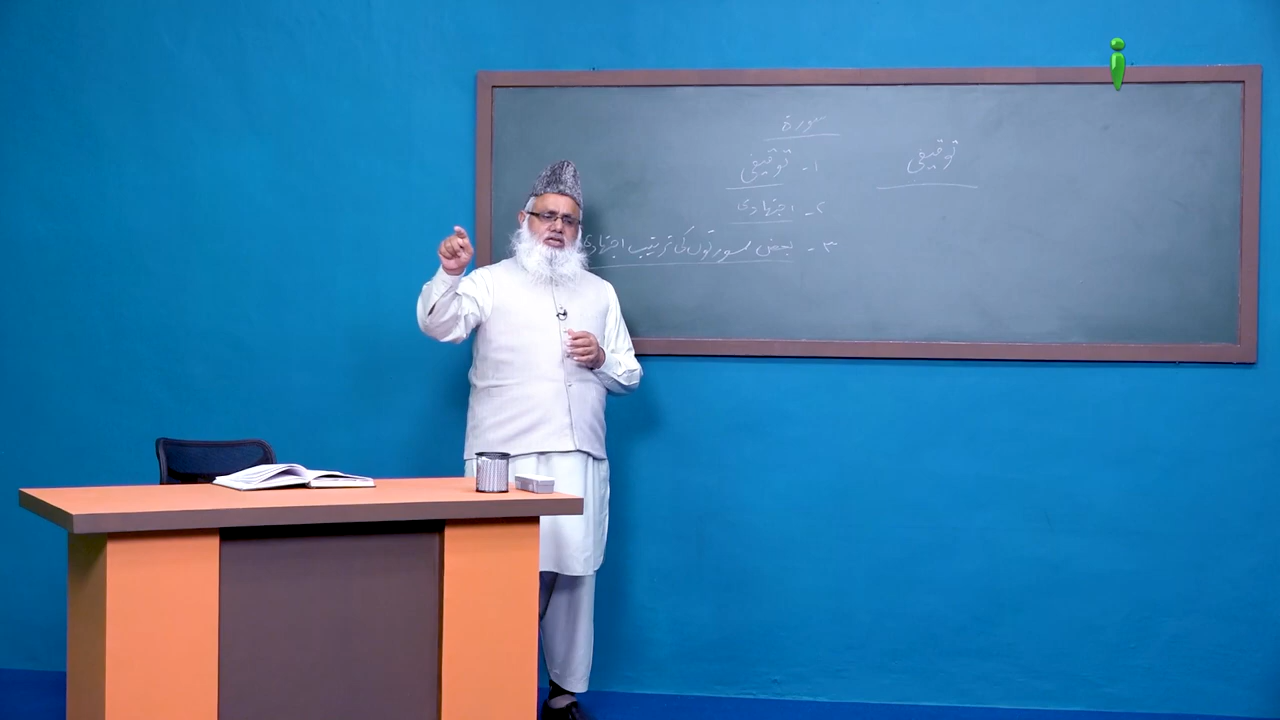 سورۃ
۱۔ توقیفی
توقیفی
۲۔ اجتہادی
۳۔ بعض سورتوں کی ترتیب اجتہادی